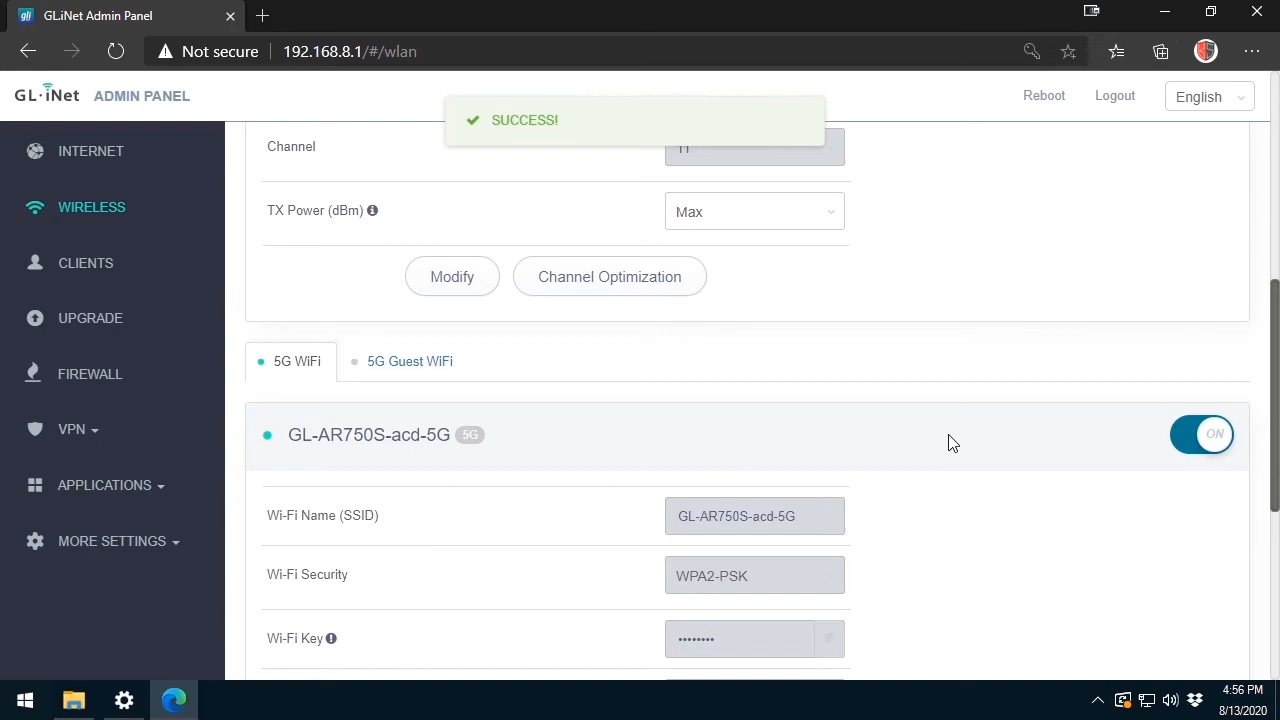 GL.iNet Admin Panel
Not secure
192.168.8.1/#/wlan
GL·iNet ADMIN PANEL
Reboot
Logout
English
SUCCESS!
INTERNET
WIRELESS
CLIENTS
UPGRADE
FIREWALL
VPN
APPLICATIONS
MORE SETTINGS
Channel
11
TX Power (dBm)
Max
Modify
Channel Optimization
5G WiFi
5G Guest WiFi
GL-AR750S-acd-5G 5G
ON
Wi-Fi Name (SSID)
GL-AR750S-acd-5G
Wi-Fi Security
WPA2-PSK
Wi-Fi Key
••••••••
4:56 PM
8/13/2020